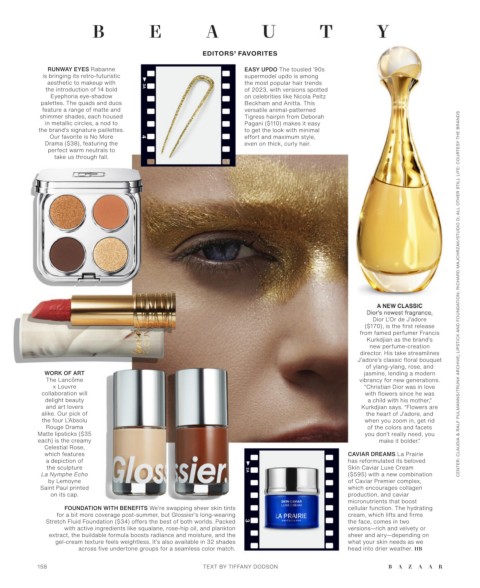 BEAUTY
EDITORS' FAVORITES
RUNWAY EYES Rabanne
is bringing its retro-futuristic
aesthetic to makeup with
the introduction of 14 bold
Eyephoria eye-shadow
palettes. The quads and duos
feature a range of matte and
shimmer shades, each housed
in metallic circles, a nod to
the brand's signature paillettes.
Our favorite is No More
Drama ($38), featuring the
perfect warm neutrals to
take us through fall.
EASY UPDO The tousled '90s
supermodel updo is among
the most popular hair trends
of 2023, with versions spotted
on celebrities like Nicola Peltz
Beckham and Anitta. This
versatile animal-patterned
Tigress hairpin from Deborah
Pagani ($110) makes it easy
to get the look with minimal
effort and maximum style,
even on thick, curly hair.
A NEW CLASSIC
Dior's newest fragrance,
Dior L'Or de J'adore
($178), is the first release
from famed perfumer Francis
Kurkdjian as the brand's
new perfume-creation
director. His take streamlines
J'adore's classic floral bouquet
of ylang-ylang, rose, and
jasmine, lending a modern
vibrancy for new generations.
"Christian Dior was in love
with flowers since he was
a child with his mother,"
Kurkdjian says. "Flowers are
the heart of J'adore, and
when you zoom in, get rid
of the colors and facets
you don't really need, you
make it bolder."
WORK OF ART
The Lancôme
x Louvre
collaboration will
delight beauty
and art lovers
alike. Our pick of
the four L'Absolu
Rouge Drama
Matte lipsticks ($35
each) is the creamy
Celestial Rose,
which features
a depiction of
the sculpture
La Nymphe Echo
by Lemoyne
Saint Paul printed
on its cap.
Glossier.
SKIN CAVIAR
LUXE CREAM
LA PRAIRIE
CAVIAR DREAMS La Prairie
has reformulated its beloved
Skin Caviar Luxe Cream
($595) with a new combination
of Caviar Premier complex,
which encourages collagen
production, and caviar
micronutrients that boost
cellular function. The hydrating
cream, which lifts and firms
the face, comes in two
versions—rich and velvety or
sheer and airy—depending on
what your skin needs as we
head into drier weather. HB
FOUNDATION WITH BENEFITS We're swapping sheer skin tints
for a bit more coverage post-summer, but Glossier's long-wearing
Stretch Fluid Foundation ($34) offers the best of both worlds. Packed
with active ingredients like squalane, rose-hip oil, and plankton
extract, the buildable formula boosts radiance and moisture, and the
gel-cream texture feels weightless. It's also available in 32 shades
across five undertone groups for a seamless color match.
158
TEXT BY TIFFANY DODSON
BAZAAR